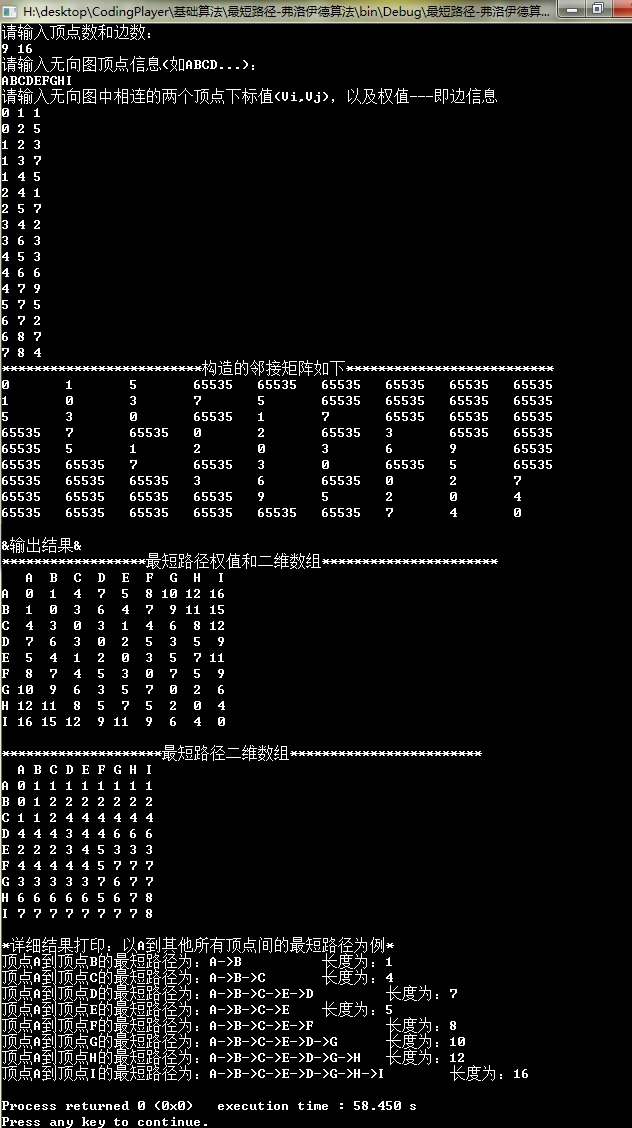 H:\desktop\CodingPlayer\基础算法\最短路径-弗洛伊德算法\bin\Debug\最短路径-弗洛伊德算...
请输入顶点数和边数：
9 16
请输入无向图顶点信息(如ABCD...)：
ABCDEFGHI
请输入无向图中相连的两个顶点下标值(Vi,Vj)，以及权值---即边信息
0 1 1
0 2 5
1 2 3
1 3 7
1 4 5
2 4 1
2 5 7
3 4 2
3 6 3
4 5 3
4 6 6
4 7 9
5 7 5
6 7 2
6 8 7
7 8 4
*************************构造的邻接矩阵如下**************************
0 1 5 65535 65535 65535 65535 65535 65535
1 0 3 7 5 65535 65535 65535 65535
5 3 0 65535 1 7 65535 65535 65535
65535 7 65535 0 2 65535 3 65535 65535
65535 5 1 2 0 3 6 9 65535
65535 65535 7 65535 3 0 65535 5 65535
65535 65535 65535 3 6 65535 0 2 7
65535 65535 65535 65535 9 5 2 0 4
65535 65535 65535 65535 65535 65535 7 4 0
&输出结果&
******************最短路径权值和二维数组**********************
A B C D E F G H I
A 0 1 4 7 5 8 10 12 16
B 1 0 3 6 4 7 9 11 15
C 4 3 0 3 1 4 6 8 12
D 7 6 3 0 2 5 3 5 9
E 5 4 1 2 0 3 5 7 11
F 8 7 4 5 3 0 7 5 9
G 10 9 6 3 5 7 0 2 6
H 12 11 8 5 7 5 2 0 4
I 16 15 12 9 11 9 6 4 0
********************最短路径二维数组************************
A B C D E F G H I
A 0 1 1 1 1 1 1 1 1
B 0 1 2 2 2 2 2 2 2
C 1 1 2 4 4 4 4 4 4
D 4 4 4 3 4 4 6 6 6
E 2 2 2 3 4 5 3 3 3
F 4 4 4 4 4 5 7 7 7
G 3 3 3 3 3 7 6 7 7
H 6 6 6 6 6 5 6 7 8
I 7 7 7 7 7 7 7 7 8
*详细结果打印：以A到其他所有顶点间的最短路径为例*
顶点A到顶点B的最短路径为：A->B 长度为：1
顶点A到顶点C的最短路径为：A->B->C 长度为：4
顶点A到顶点D的最短路径为：A->B->C->E->D 长度为：7
顶点A到顶点E的最短路径为：A->B->C->E 长度为：5
顶点A到顶点F的最短路径为：A->B->C->E->F 长度为：8
顶点A到顶点G的最短路径为：A->B->C->E->D->G 长度为：10
顶点A到顶点H的最短路径为：A->B->C->E->D->G->H 长度为：12
顶点A到顶点I的最短路径为：A->B->C->E->D->G->H->I 长度为：16
Process returned 0 (0x0) execution time : 58.450 s
Press any key to continue.